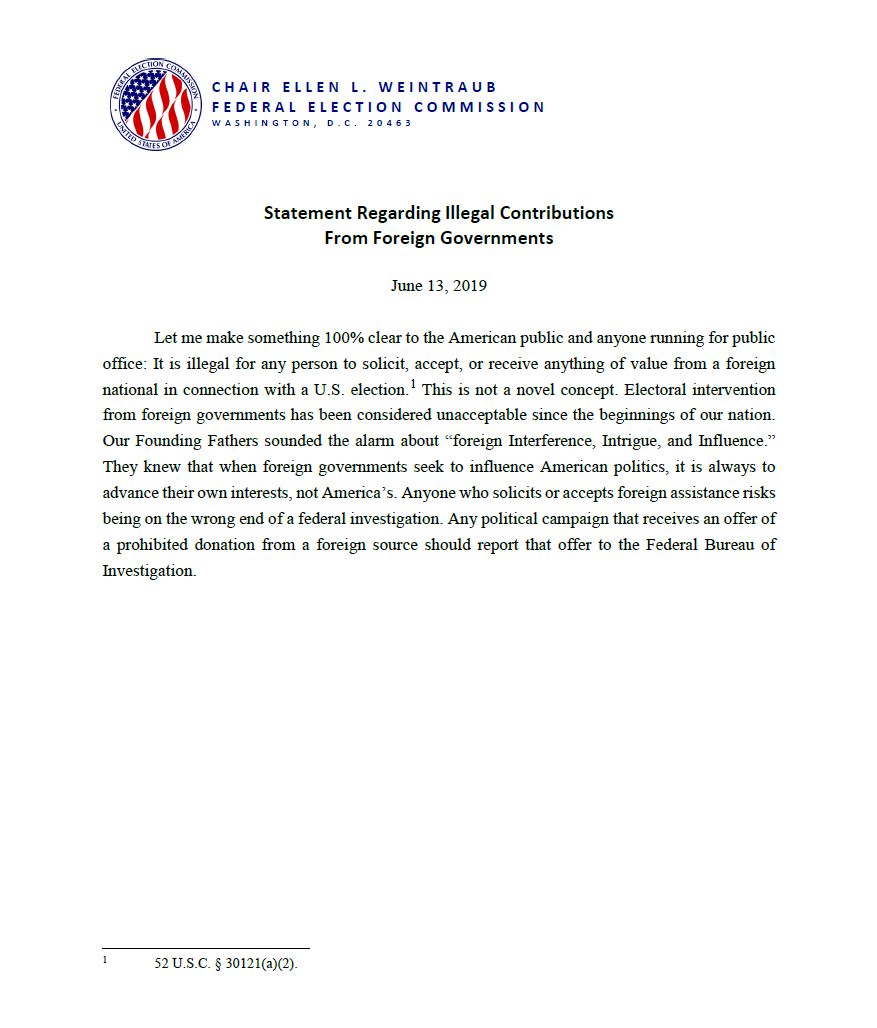 FEDERAL ELECTION COMMISSION
UNITED STATES OF AMERICA
CHAIR ELLEN L. WEINTRAUB
FEDERAL ELECTION COMMISSION
WASHINGTON, D.C. 20463
Statement Regarding Illegal Contributions
From Foreign Governments
June 13, 2019
Let me make something 100% clear to the American public and anyone running for public
office: It is illegal for any person to solicit, accept, or receive anything of value from a foreign
national in connection with a U.S. election.1 This is not a novel concept. Electoral intervention
from foreign governments has been considered unacceptable since the beginnings of our nation.
Our Founding Fathers sounded the alarm about “foreign Interference, Intrigue, and Influence.”
They knew that when foreign governments seek to influence American politics, it is always to
advance their own interests, not America’s. Anyone who solicits or accepts foreign assistance risks
being on the wrong end of a federal investigation. Any political campaign that receives an offer of
a prohibited donation from a foreign source should report that offer to the Federal Bureau of
Investigation.
1 52 U.S.C. § 30121(a)(2).